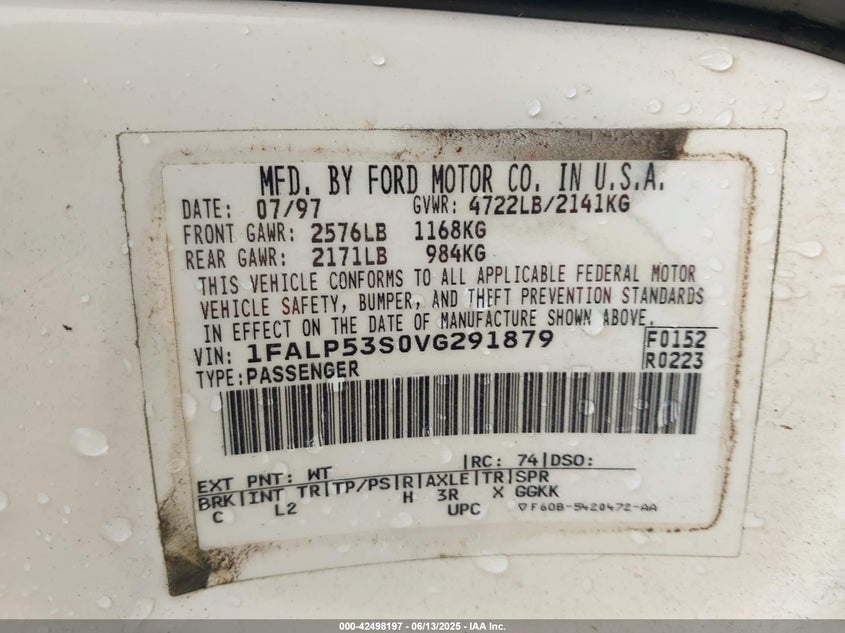 MFD. BY FORD MOTOR CO. IN U.S.A.
DATE: 07/97 GVWR: 4722LB/2141KG
FRONT GAWR: 2576LB 1168KG
REAR GAWR: 2171LB 984KG
THIS VEHICLE CONFORMS TO ALL APPLICABLE FEDERAL MOTOR
VEHICLE SAFETY, BUMPER, AND THEFT PREVENTION STANDARDS
IN EFFECT ON THE DATE OF MANUFACTURE SHOWN ABOVE.
VIN: 1FALP53S0VG291879 F0152
TYPE: PASSENGER R0223
EXT PNT: WT |RC: 74|DSO:
BRK|INT TR|TP/PS|R|AXLE|TR|SPR
C L2 H 3R X GGKK
UPC ▽F60B-5420472-AA
000-42498197 - 06/13/2025 - IAA Inc.